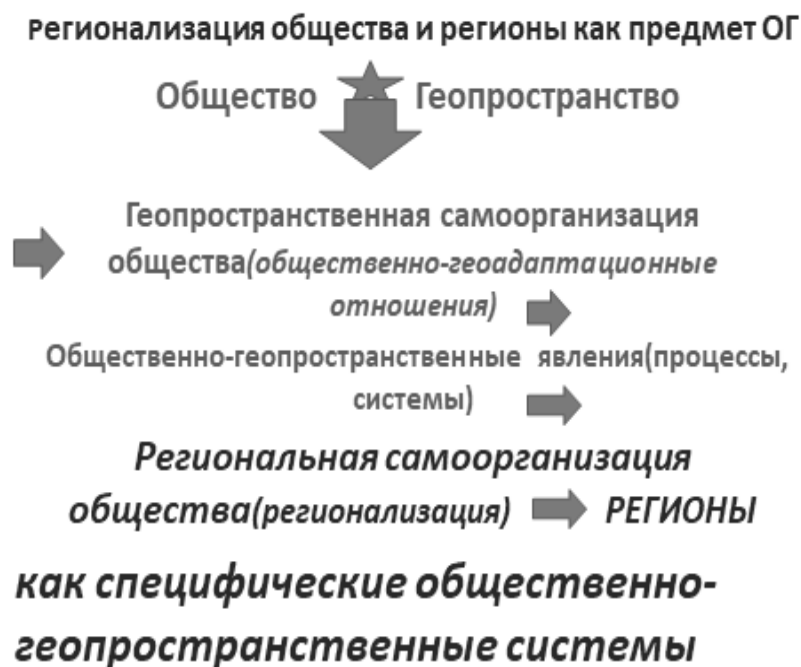 Регионализация общества и регионы как предмет ОГ
Общество Геопространство
Геопространственная самоорганизация
общества(общественно-геоадаптационные
отношения)
Общественно-геопространственные явления(процессы,
системы)
Региональная самоорганизация
общества(регионализация) РЕГИОНЫ
как специфические общественно-
геопространственные системы